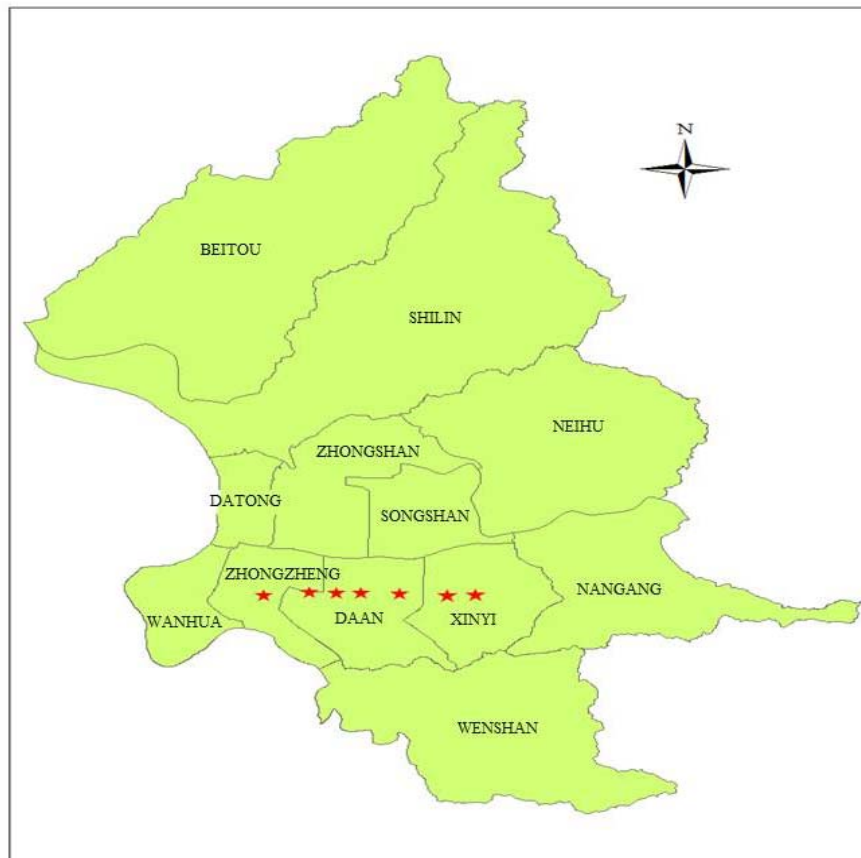 N
BEITOU
SHILIN
NEIHU
ZHONGSHAN
DATONG
SONGSHAN
ZHONGZHENG
NANGANG
WANHUA
DAAN
XINYI
WENSHAN